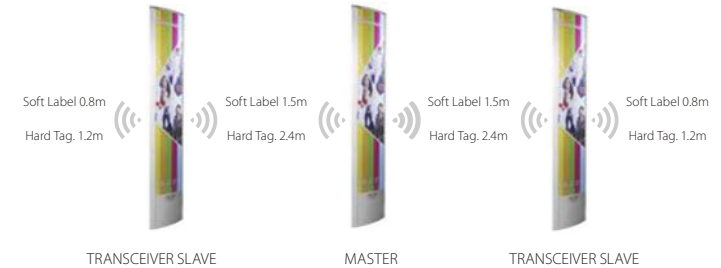 Soft Label 0.8m
Hard Tag. 1.2m
Soft Label 1.5m
Hard Tag. 2.4m
Soft Label 1.5m
Hard Tag. 2.4m
Soft Label 0.8m
Hard Tag. 1.2m
TRANSCEIVER SLAVE
MASTER
TRANSCEIVER SLAVE